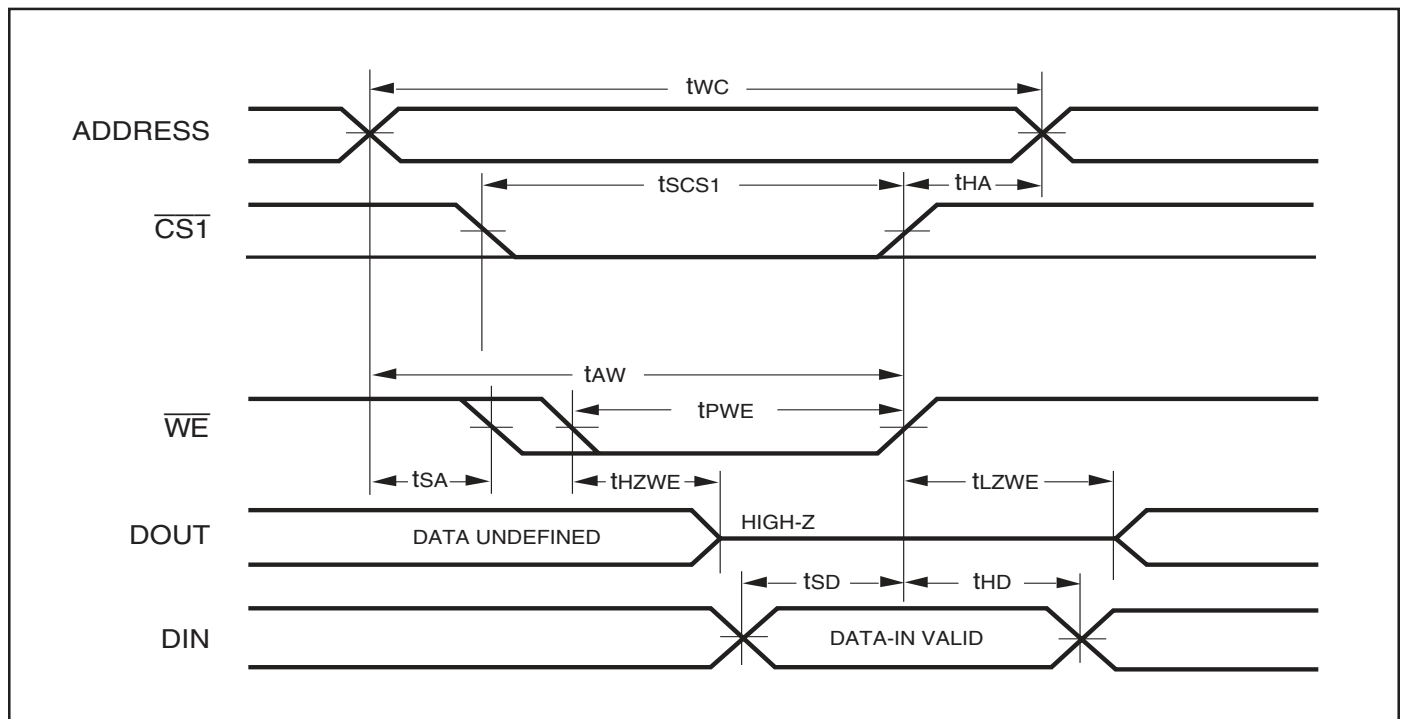 tWC
ADDRESS
tSCS1
tHA
CS1
tAW
WE
tPWE
tSA
tHZWE
tLZWE
DOUT
DATA UNDEFINED
HIGH-Z
tSD
tHD
DIN
DATA-IN VALID